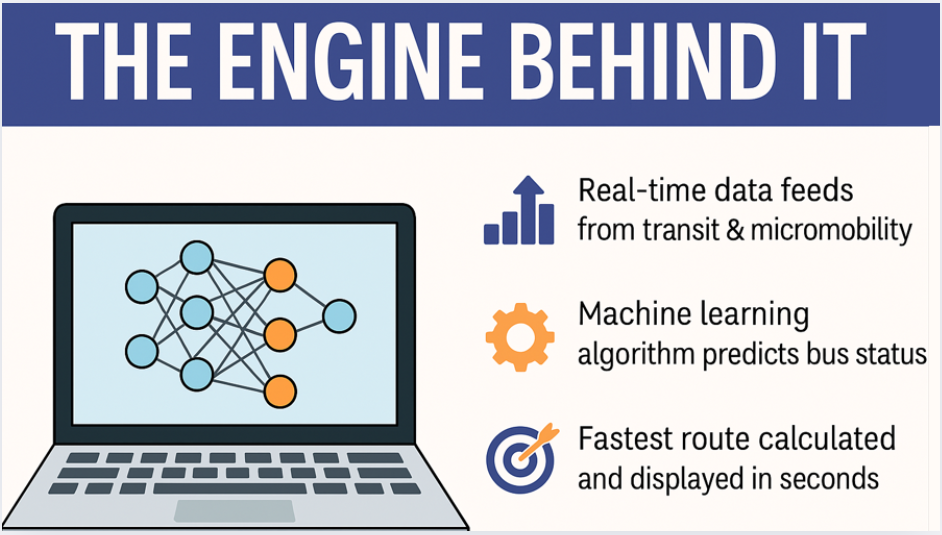 THE ENGINE BEHIND IT
Real-time data feeds
from transit & micromobility
Machine learning
algorithm predicts bus status
Fastest route calculated
and displayed in seconds